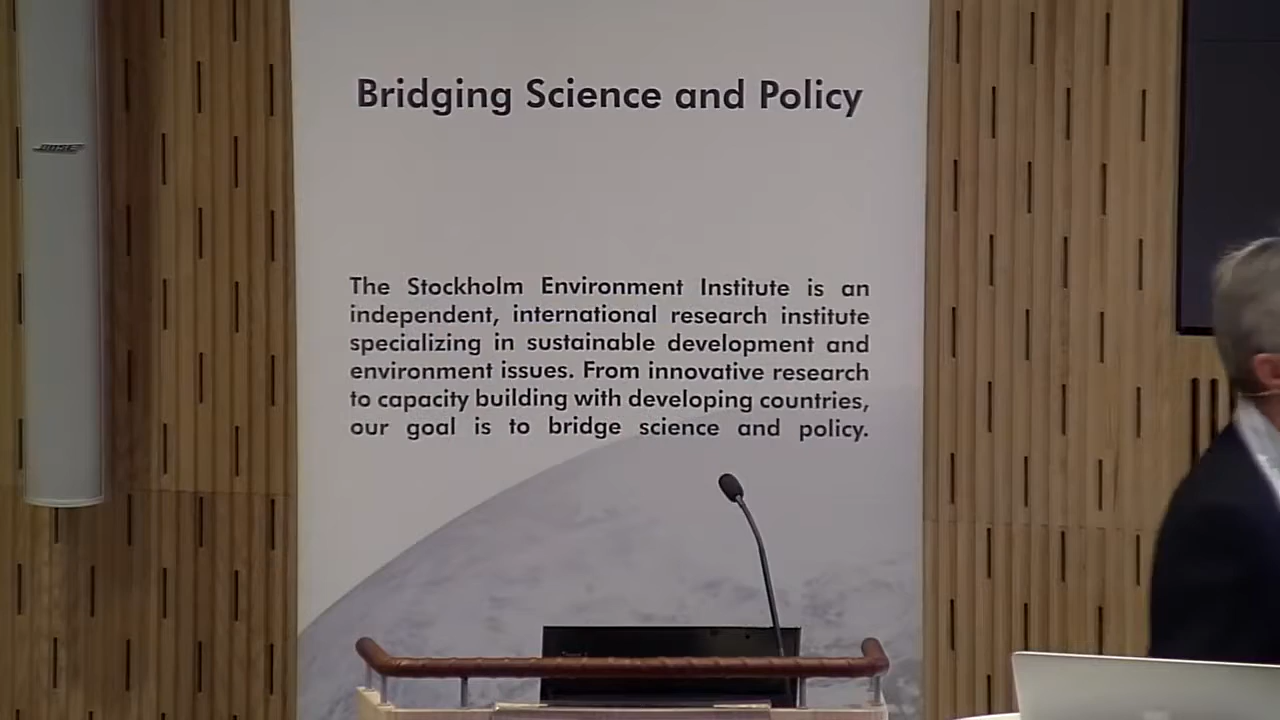 BOSE
Bridging Science and Policy
The Stockholm Environment Institute is an
independent, international research institute
specializing in sustainable development and
environment issues. From innovative research
to capacity building with developing countries,
our goal is to bridge science and policy.